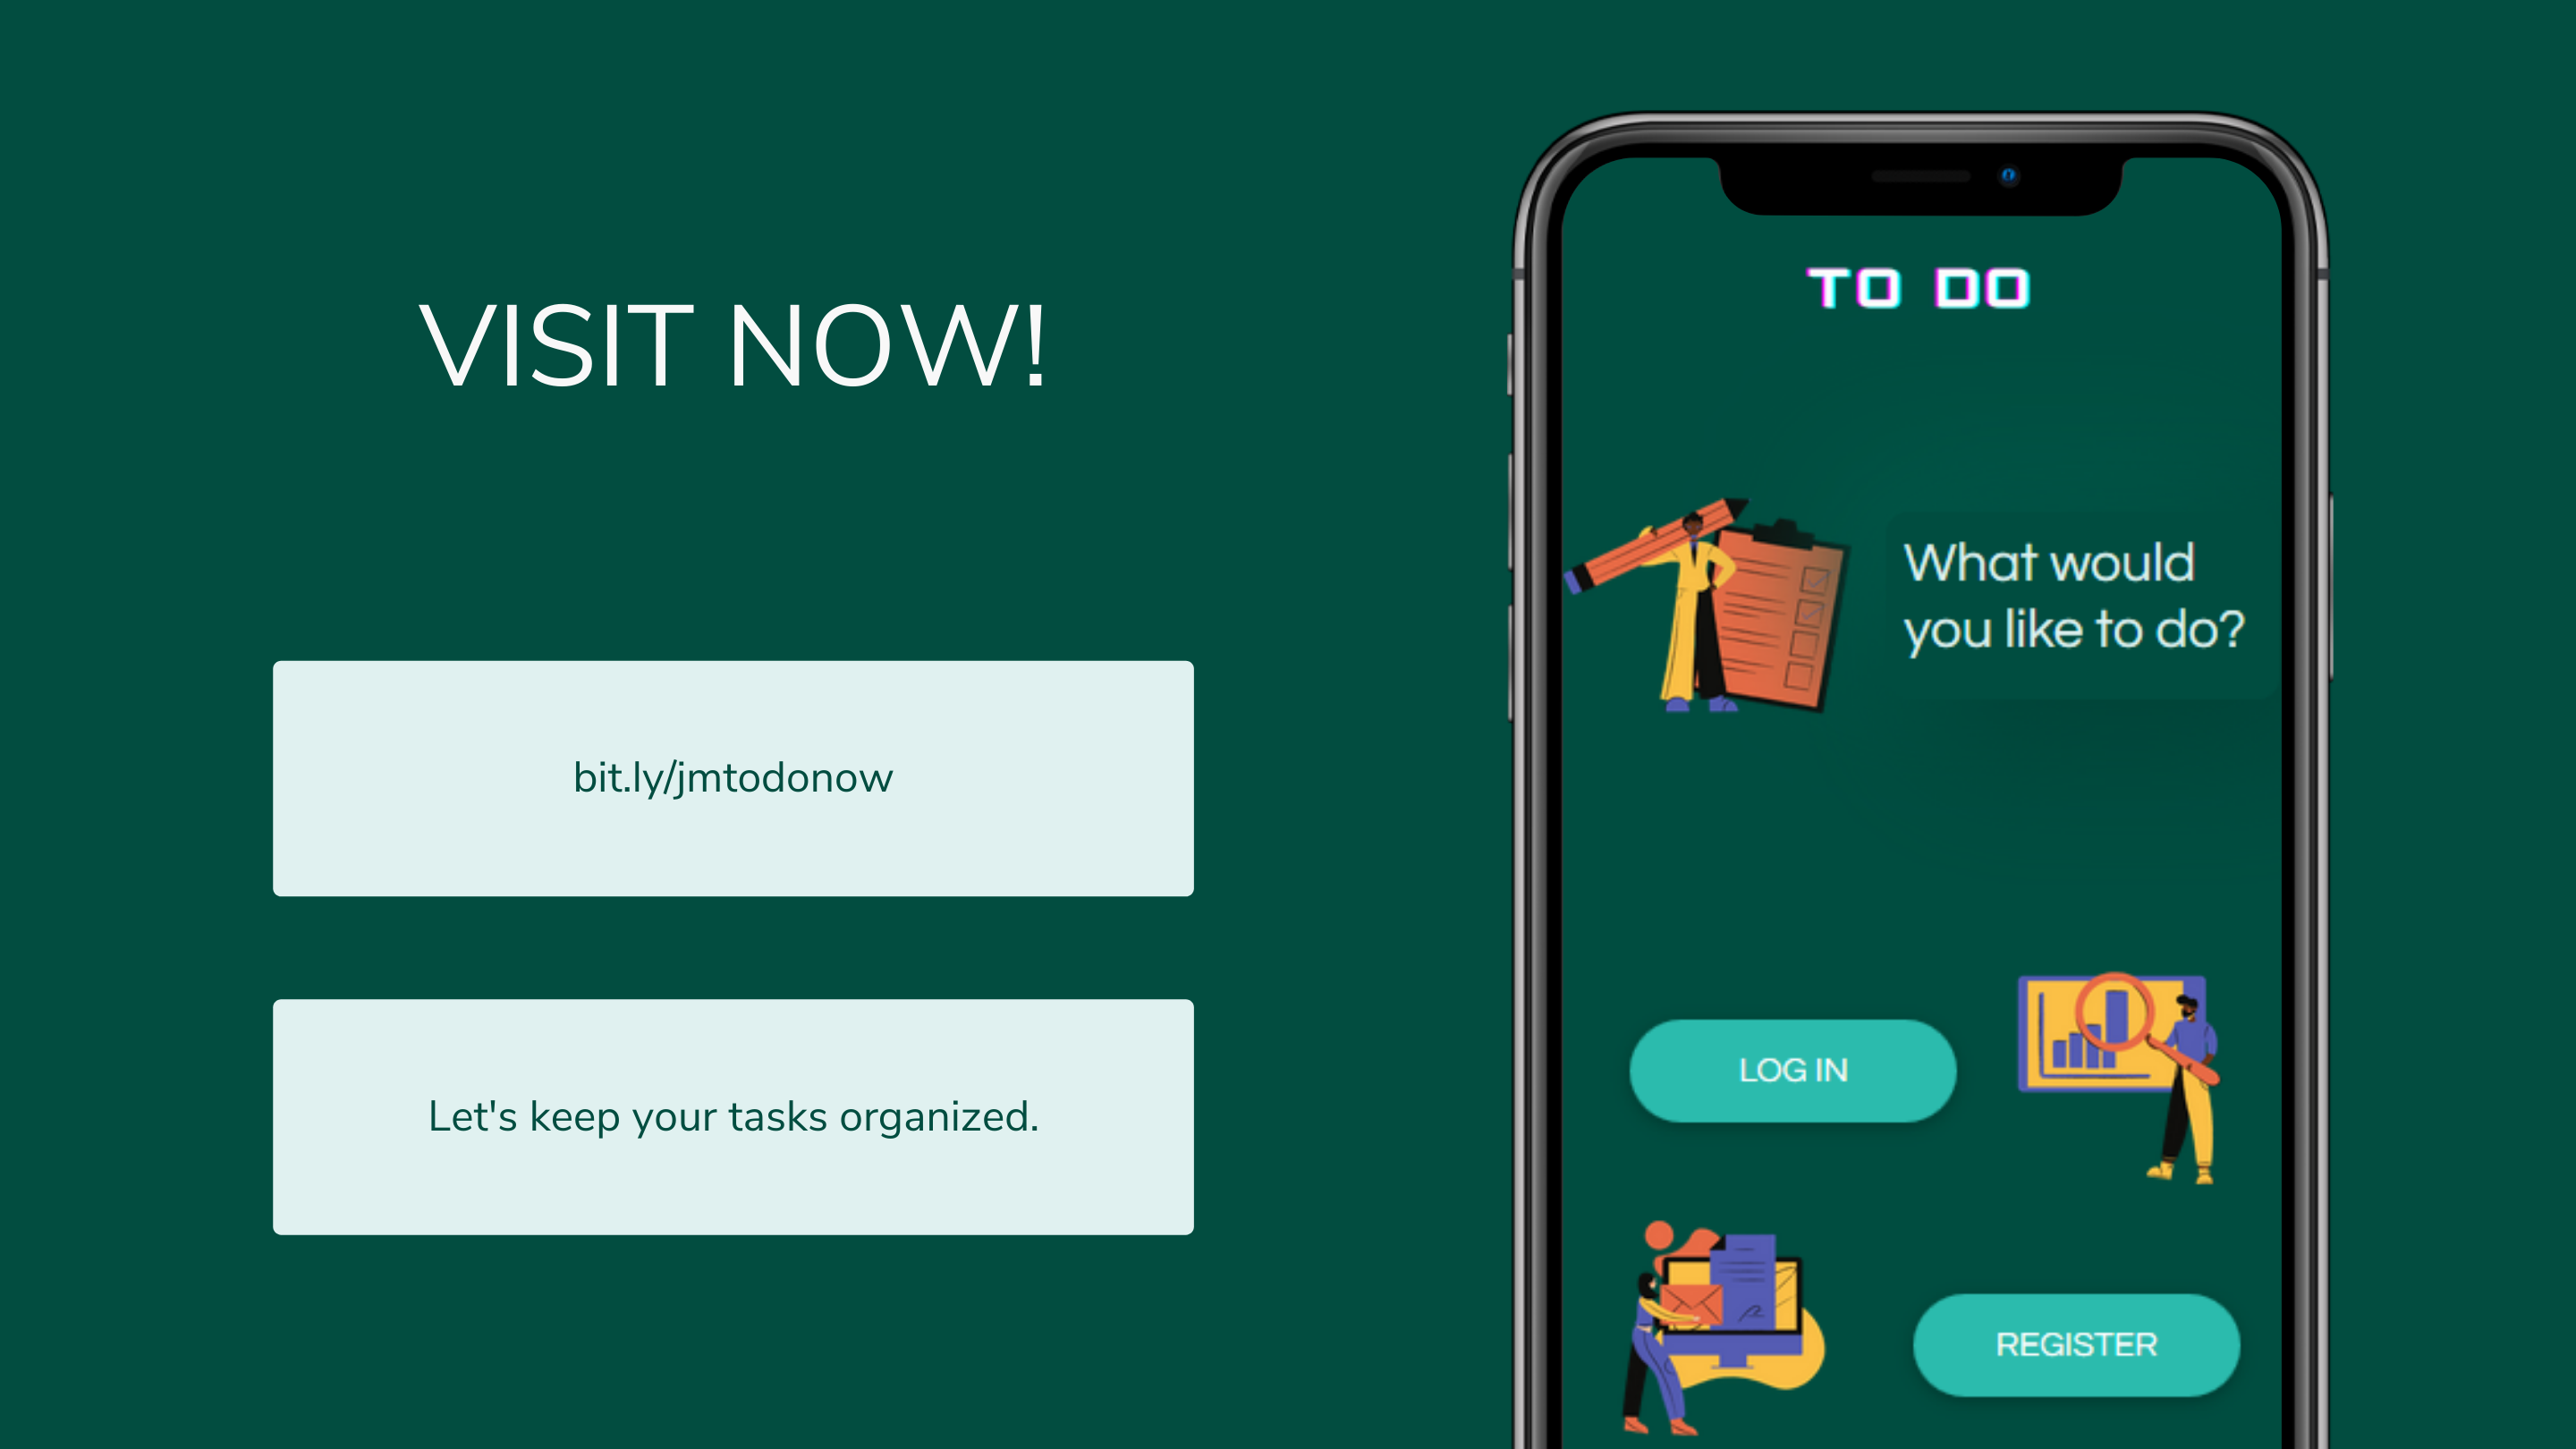 VISIT NOW!
bit.ly/jmtodonow
Let's keep your tasks organized.
TO DO
What would
you like to do?
LOG IN
REGISTER